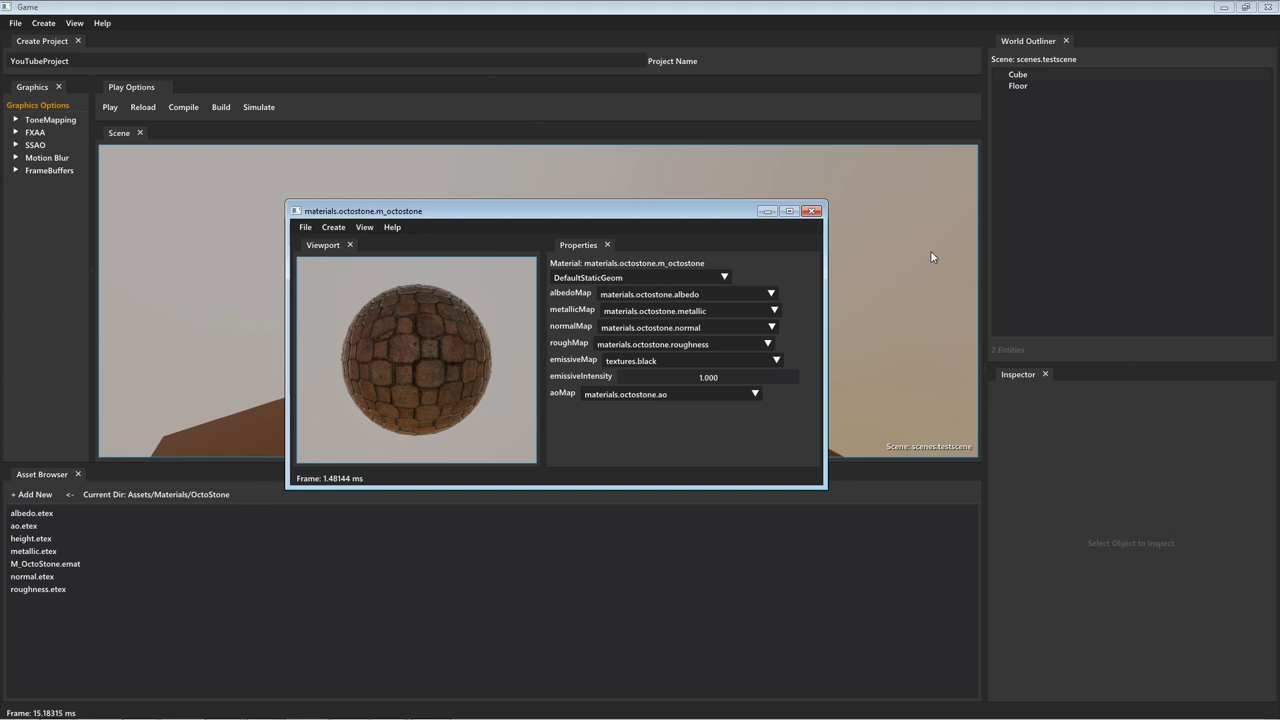 Game
File Create View Help
Create Project
YouTubeProject Project Name
Graphics
Graphics Options
ToneMapping
FXAA
SSAO
Motion Blur
FrameBuffers
Play Options
Play Reload Compile Build Simulate
Scene
Scene: scenes.testscene
materials.octostone.m_octostone
File Create View Help
Viewport
Frame: 1.48144 ms
Properties
Material: materials.octostone.m_octostone
DefaultStaticGeom
albedoMap materials.octostone.albedo
metallicMap materials.octostone.metallic
normalMap materials.octostone.normal
roughMap materials.octostone.roughness
emissiveMap textures.black
emissiveIntensity 1.000
aoMap materials.octostone.ao
World Outliner
Scene: scenes.testscene
Cube
Floor
2 Entities
Inspector
Select Object to Inspect.
Asset Browser
+ Add New <- Current Dir: Assets/Materials/OctoStone
albedo.etex
ao.etex
height.etex
metallic.etex
M_OctoStone.emat
normal.etex
roughness.etex
Frame: 15.18315 ms